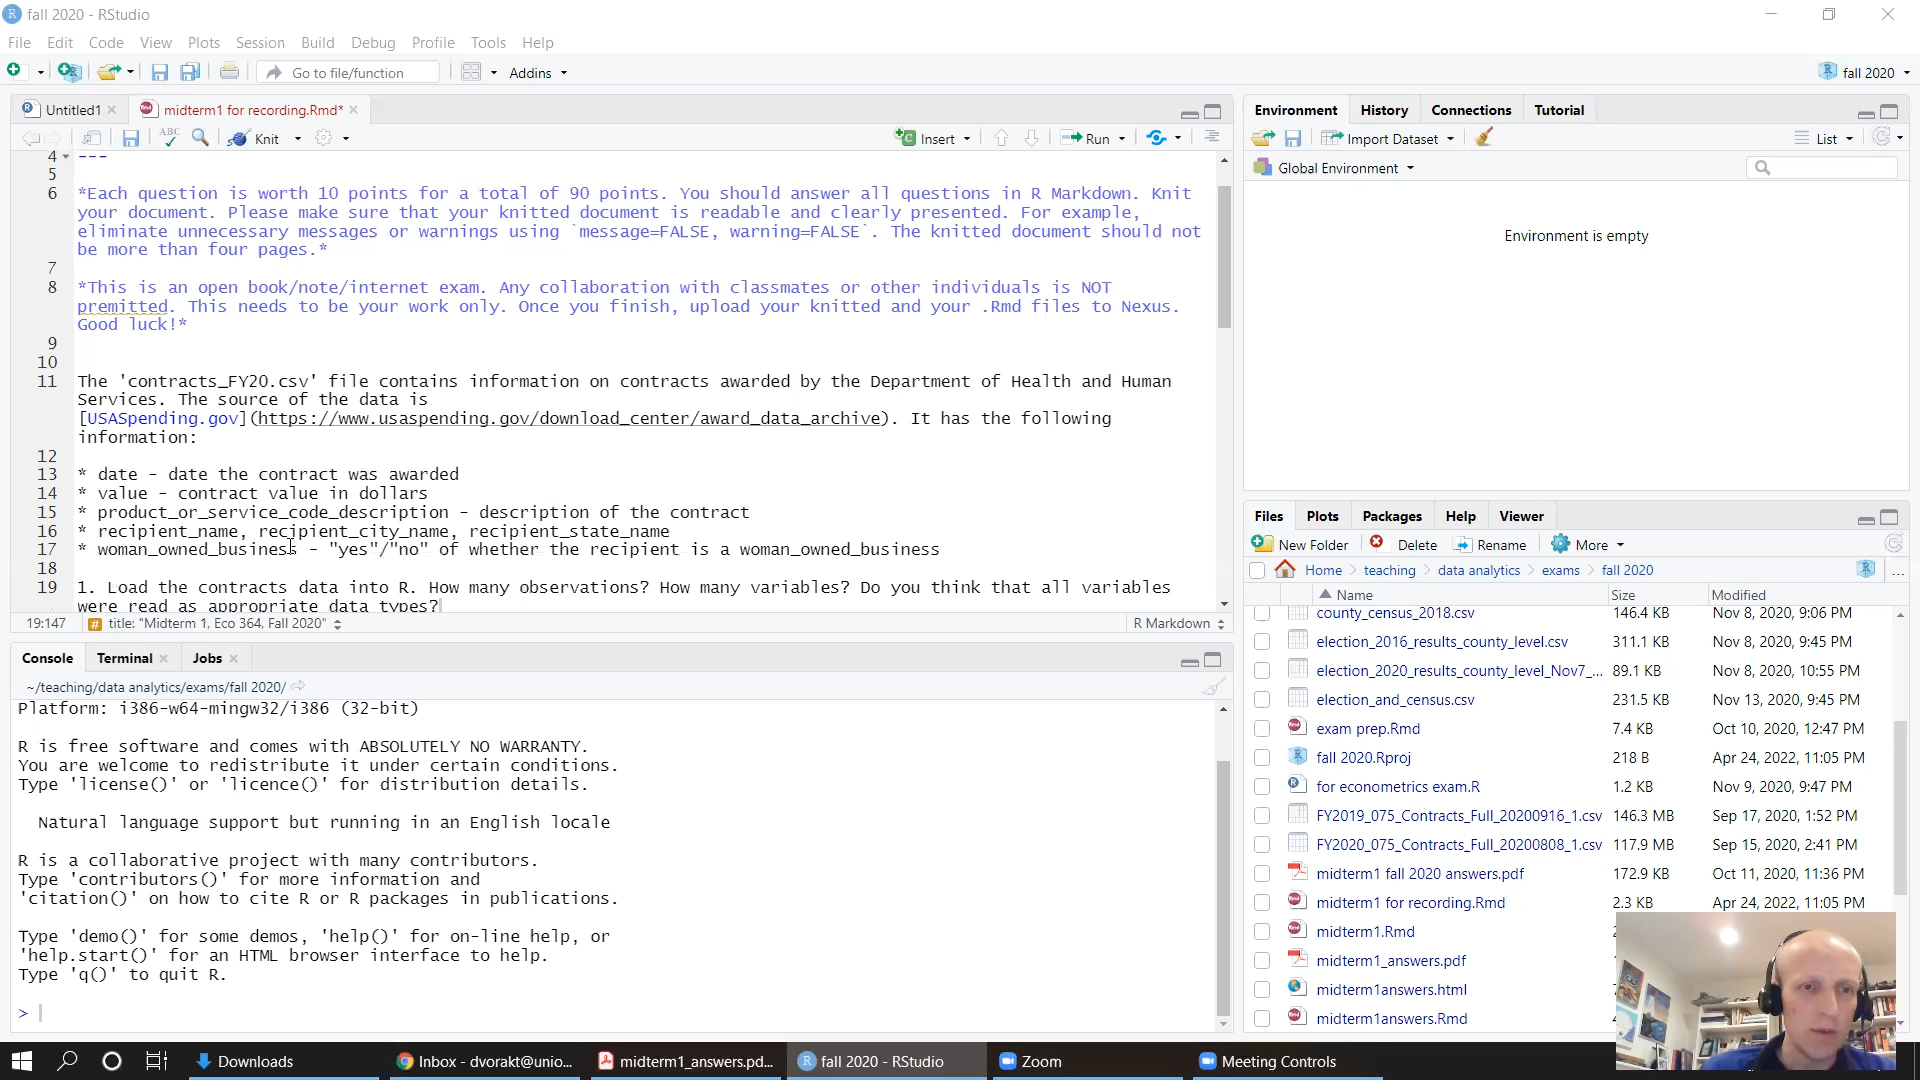 fall 2020 - RStudio
File Edit Code View Plots Session Build Debug Profile Tools Help
Go to file/function Addins fall 2020
Untitled1 midterm1 for recording.Rmd*
ABC Knit Insert Run
4 ---
5
6 *Each question is worth 10 points for a total of 90 points. You should answer all questions in R Markdown. Knit
your document. Please make sure that your knitted document is readable and clearly presented. For example,
eliminate unnecessary messages or warnings using `message=FALSE, warning=FALSE`. The knitted document should not
be more than four pages.*
7
8 *This is an open book/note/internet exam. Any collaboration with classmates or other individuals is NOT
premitted. This needs to be your work only. Once you finish, upload your knitted and your .Rmd files to Nexus.
Good luck!*
9
10
11 The 'contracts_FY20.csv' file contains information on contracts awarded by the Department of Health and Human
Services. The source of the data is
[USASpending.gov](https://www.usaspending.gov/download_center/award_data_archive). It has the following
information:
12
13 * date - date the contract was awarded
14 * value - contract value in dollars
15 * product_or_service_code_description - description of the contract
16 * recipient_name, recipient_city_name, recipient_state_name
17 * woman_owned_business - "yes"/"no" of whether the recipient is a woman_owned_business
18
19 1. Load the contracts data into R. How many observations? How many variables? Do you think that all variables
were read as appropriate data types?
19:147 # title: "Midterm 1, Eco 364, Fall 2020" R Markdown
Console Terminal Jobs
~/teaching/data analytics/exams/fall 2020/
Platform: i386-w64-mingw32/i386 (32-bit)
R is free software and comes with ABSOLUTELY NO WARRANTY.
You are welcome to redistribute it under certain conditions.
Type 'license()' or 'licence()' for distribution details.
Natural language support but running in an English locale
R is a collaborative project with many contributors.
Type 'contributors()' for more information and
'citation()' on how to cite R or R packages in publications.
Type 'demo()' for some demos, 'help()' for on-line help, or
'help.start()' for an HTML browser interface to help.
Type 'q()' to quit R.
>
Environment History Connections Tutorial
Import Dataset List
Global Environment
Environment is empty
Files Plots Packages Help Viewer
New Folder Delete Rename More
Home teaching data analytics exams fall 2020 ...
Name Size Modified
county_census_2018.csv 146.4 KB Nov 8, 2020, 9:06 PM
election_2016_results_county_level.csv 311.1 KB Nov 8, 2020, 9:45 PM
election_2020_results_county_level_Nov7_... 89.1 KB Nov 8, 2020, 10:55 PM
election_and_census.csv 231.5 KB Nov 13, 2020, 9:45 PM
exam prep.Rmd 7.4 KB Oct 10, 2020, 12:47 PM
fall 2020.Rproj 218 B Apr 24, 2022, 11:05 PM
for econometrics exam.R 1.2 KB Nov 9, 2020, 9:47 PM
FY2019_075_Contracts_Full_20200916_1.csv 146.3 MB Sep 17, 2020, 1:52 PM
FY2020_075_Contracts_Full_20200808_1.csv 117.9 MB Sep 15, 2020, 2:41 PM
midterm1 fall 2020 answers.pdf 172.9 KB Oct 11, 2020, 11:36 PM
midterm1 for recording.Rmd 2.3 KB Apr 24, 2022, 11:05 PM
midterm1.Rmd
midterm1_answers.pdf
midterm1answers.html
midterm1answers.Rmd
Downloads Inbox - dvorakt@unio... midterm1_answers.pd... fall 2020 - RStudio Zoom Meeting Controls